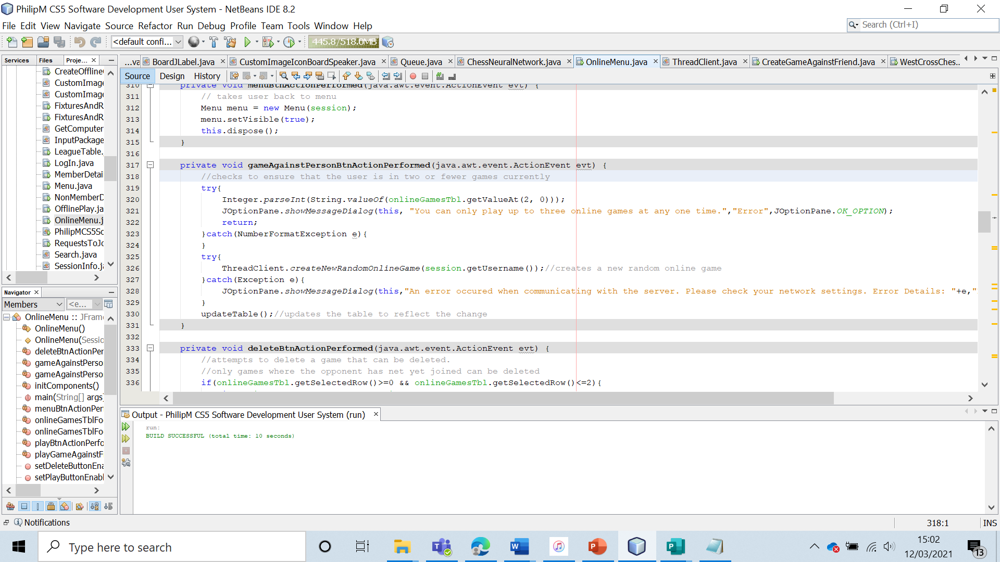 PhilipM CS5 Software Development User System - NetBeans IDE 8.2
File Edit View Navigate Source Refactor Run Debug Profile Team Tools Window Help
Search (Ctrl+I)
<default confi...
445.8/518.0MB
Services Files Proje...
...va BoardJLabel.java CustomImageIconBoardSpeaker.java Queue.java ChessNeuralNetwork.java OnlineMenu.java ThreadClient.java CreateGameAgainstFriend.java WestCrossChes...
Source Design History
CreateOffline
CustomImage
CustomImage
FixturesAndR
FixturesAndR
GetComputer
InputPackage
LeagueTable.
LogIn.java
MemberDetai
Menu.java
NonMemberD
OfflinePlay.ja
OnlineMenu.j
PhilipMCS5So
RequestsToJo
Search.java
SessionInfo.ja
310 private void menuBtnActionPerformed(java.awt.event.ActionEvent evt) {
311 // takes user back to menu
312 Menu menu = new Menu(session);
313 menu.setVisible(true);
314 this.dispose();
315 }
316
317 private void gameAgainstPersonBtnActionPerformed(java.awt.event.ActionEvent evt) {
318 //checks to ensure that the user is in two or fewer games currently
319 try{
320 Integer.parseInt(String.valueOf(onlineGamesTbl.getValueAt(2, 0)));
321 JOptionPane.showMessageDialog(this, "You can only play up to three online games at any one time.","Error",JOptionPane.OK_OPTION);
322 return;
323 }catch(NumberFormatException e){
324 }
325 try{
326 ThreadClient.createNewRandomOnlineGame(session.getUsername());//creates a new random online game
327 }catch(Exception e){
328 JOptionPane.showMessageDialog(this,"An error occured when communicating with the server. Please check your network settings. Error Details: "+e,"
329 }
330 updateTable();//updates the table to reflect the change
331 }
332
333 private void deleteBtnActionPerformed(java.awt.event.ActionEvent evt) {
334 //attempts to delete a game that can be deleted.
335 //only games where the opponent has net yet joined can be deleted
336 if(onlineGamesTbl.getSelectedRow()>=0 && onlineGamesTbl.getSelectedRow()<=2){
Navigator
Members <e...
OnlineMenu :: JFrame
OnlineMenu()
OnlineMenu(Sessio
deleteBtnActionPer
gameAgainstPerso
gameAgainstPerso
initComponents()
main(String[] args)
menuBtnActionPer
onlineGamesTblFo
onlineGamesTblFo
playBtnActionPerfo
playGameAgainstF
setDeleteButtonEna
setPlayButtonEnabl
Output - PhilipM CS5 Software Development User System (run)
run:
BUILD SUCCESSFUL (total time: 10 seconds)
Notifications
318:1 INS
Type here to search
15:02
12/03/2021
13